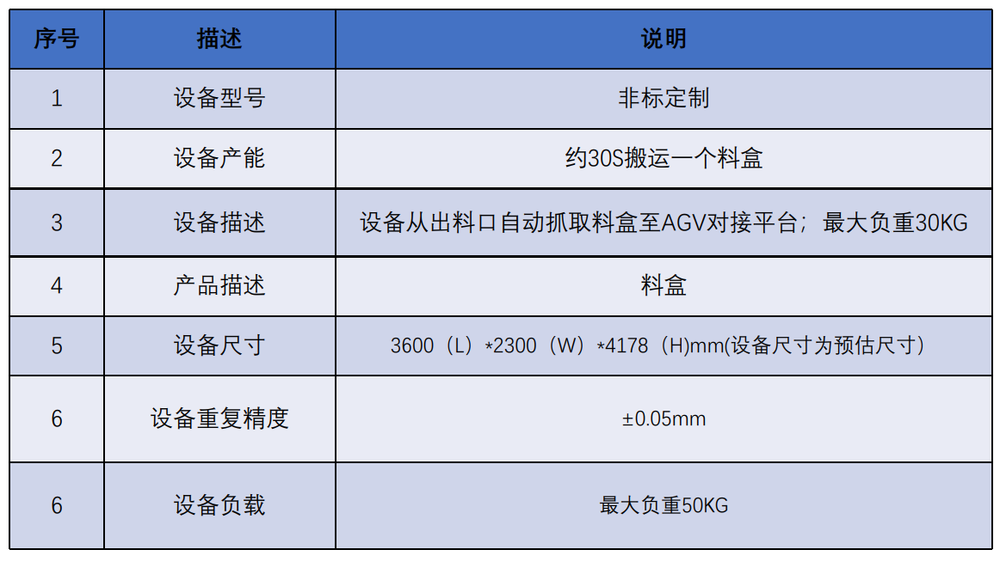 序号 描述 说明
1 设备型号 非标定制
2 设备产能 约30S搬运一个料盒
3 设备描述 设备从出料口自动抓取料盒至AGV对接平台；最大负重30KG
4 产品描述 料盒
5 设备尺寸 3600（L）*2300（W）*4178（H)mm(设备尺寸为预估尺寸）
6 设备重复精度 ±0.05mm
6 设备负载 最大负重50KG